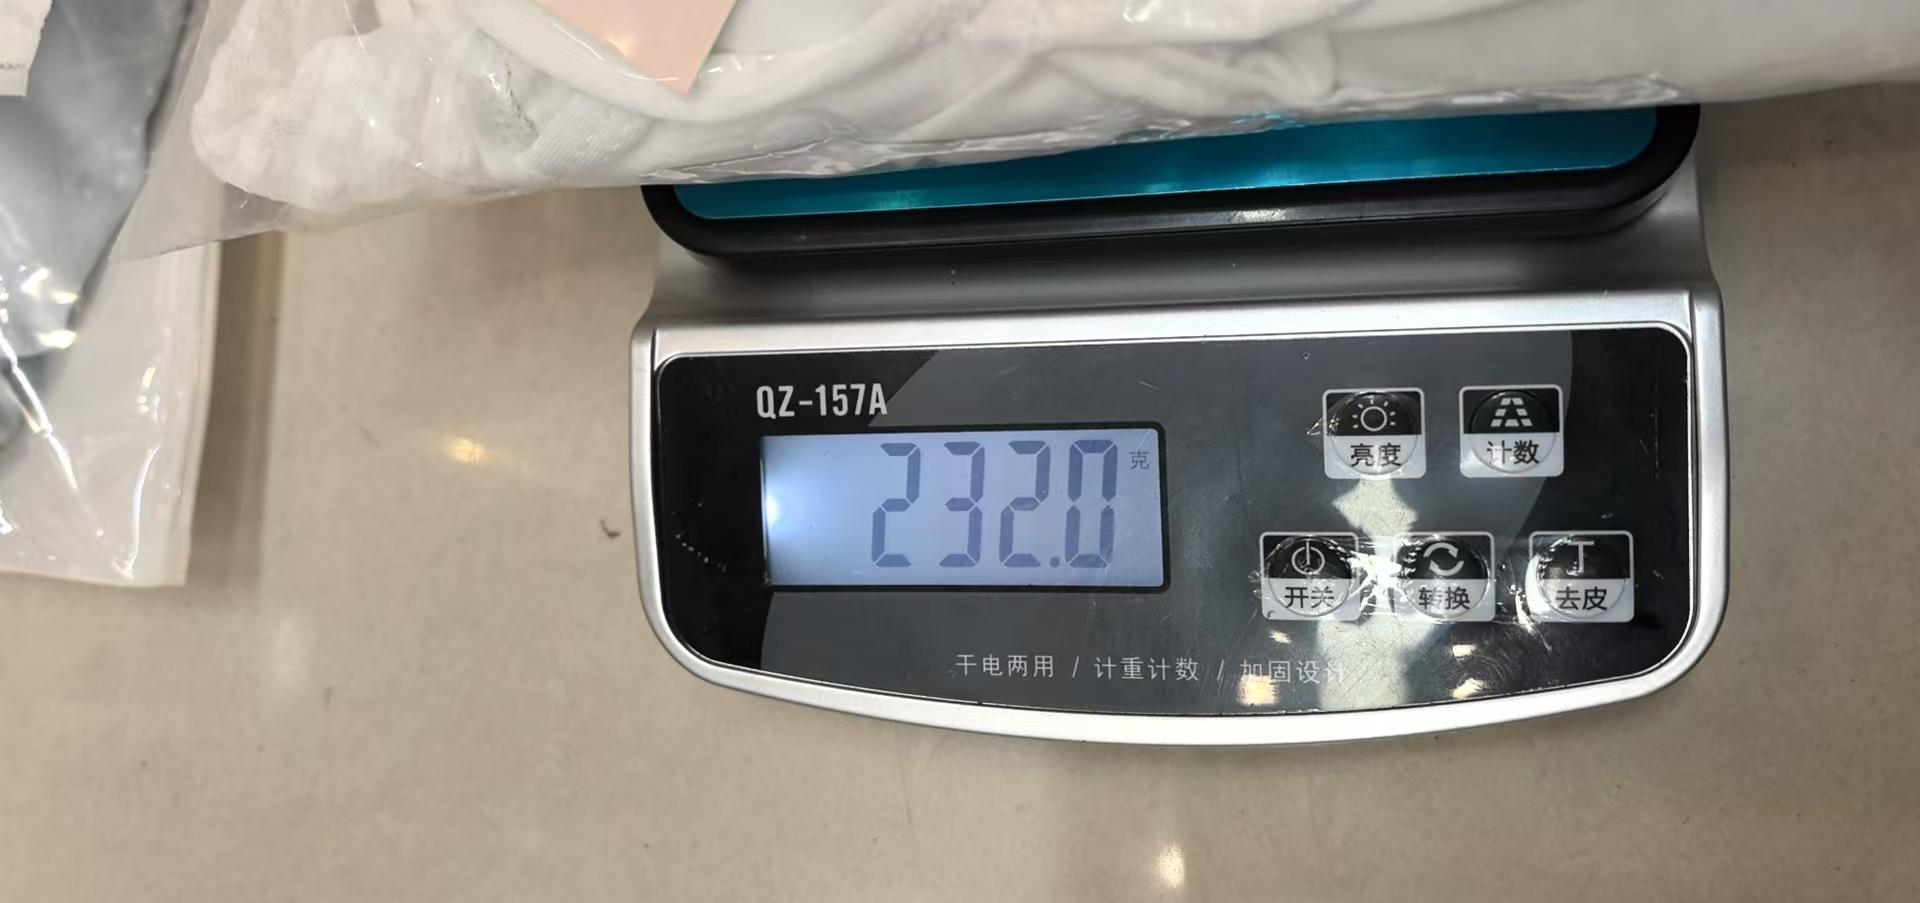 QZ-157A
232.0 克
亮度
计数
开关
转换
T
去皮
干电两用 / 计重计数 / 加固设计